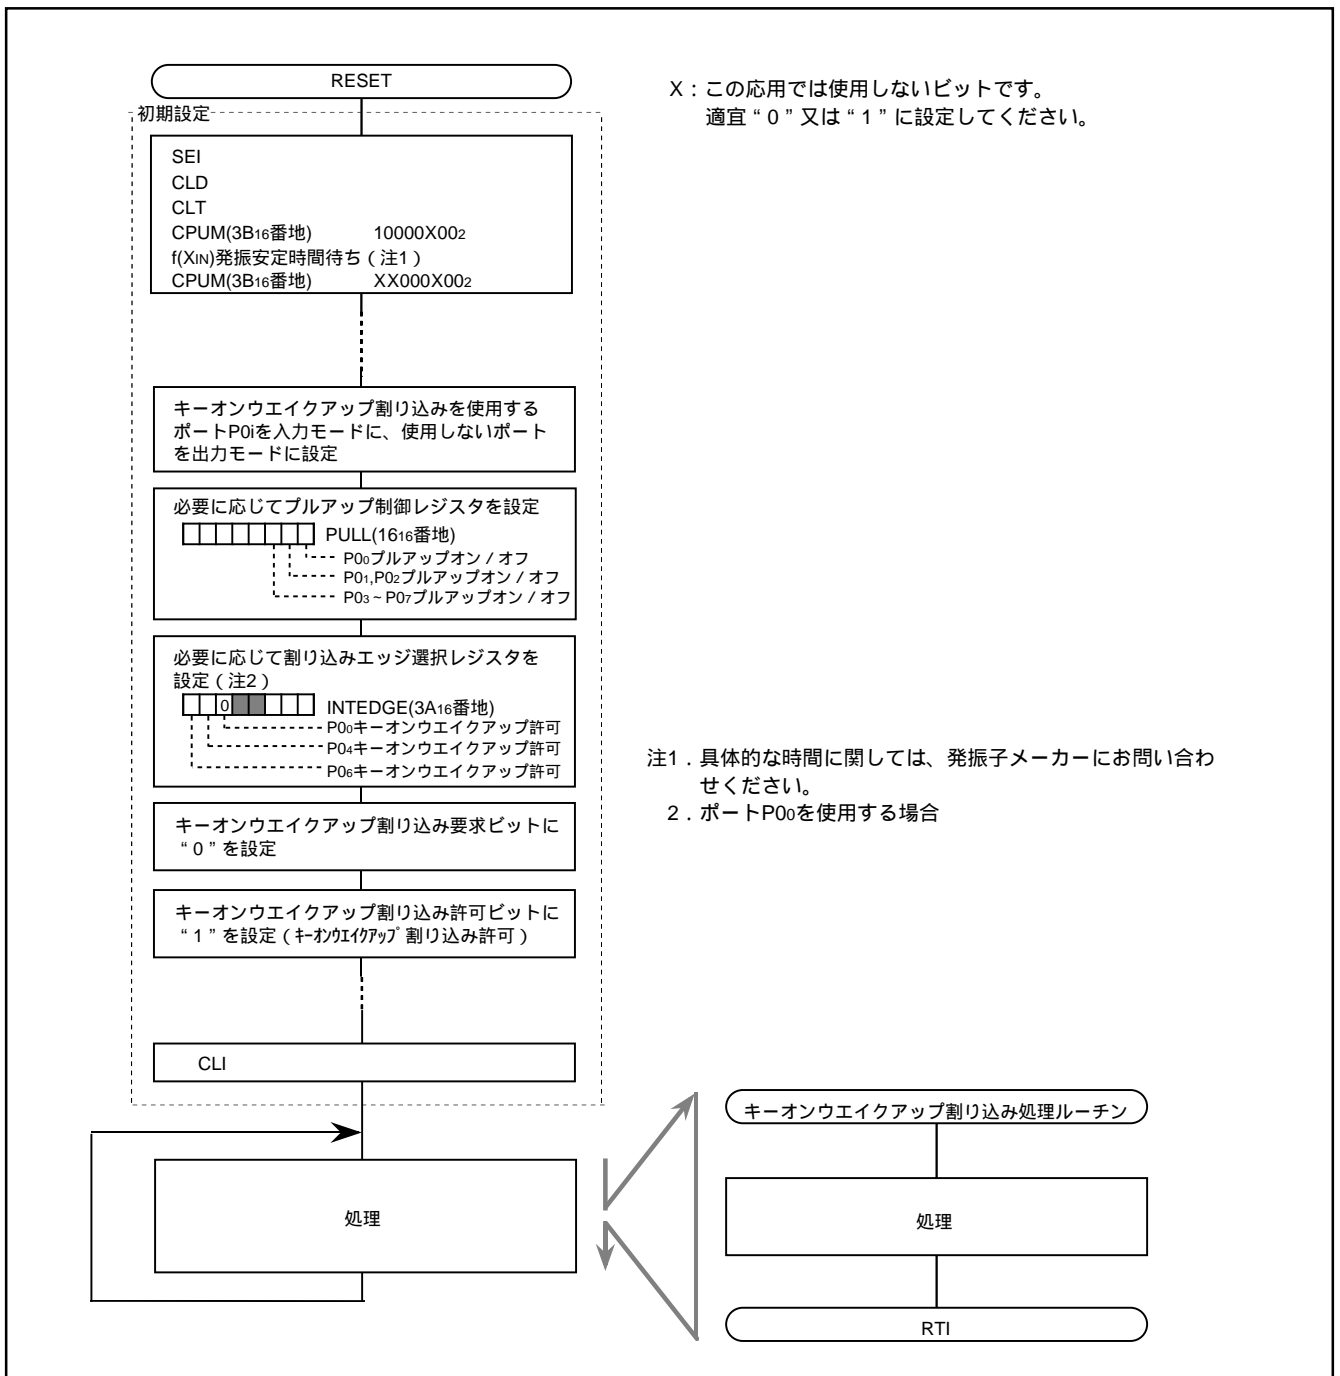 RESET
初期設定
SEI
CLD
CLT
CPUM(3B16番地) 10000X002
f(XIN)発振安定時間待ち(注1)
CPUM(3B16番地) XX000X002
キーオンウエイクアップ割り込みを使用する
ポートP0iを入力モードに、使用しないポート
を出力モードに設定
必要に応じてプルアップ制御レジスタを設定
PULL(1616番地)
P00プルアップオン/オフ
P01,P02プルアップオン/オフ
P03~P07プルアップオン/オフ
必要に応じて割り込みエッジ選択レジスタを
設定(注2)
0 INTEDGE(3A16番地)
P00キーオンウエイクアップ許可
P04キーオンウエイクアップ許可
P06キーオンウエイクアップ許可
キーオンウエイクアップ割り込み要求ビットに
“0”を設定
キーオンウエイクアップ割り込み許可ビットに
“1”を設定(キーオンウエイクアップ割り込み許可)
CLI
処理
X:この応用では使用しないビットです。
適宜“0”又は“1”に設定してください。
注1.具体的な時間に関しては、発振子メーカーにお問い合わ
せください。
2.ポートP00を使用する場合
キーオンウエイクアップ割り込み処理ルーチン
処理
RTI